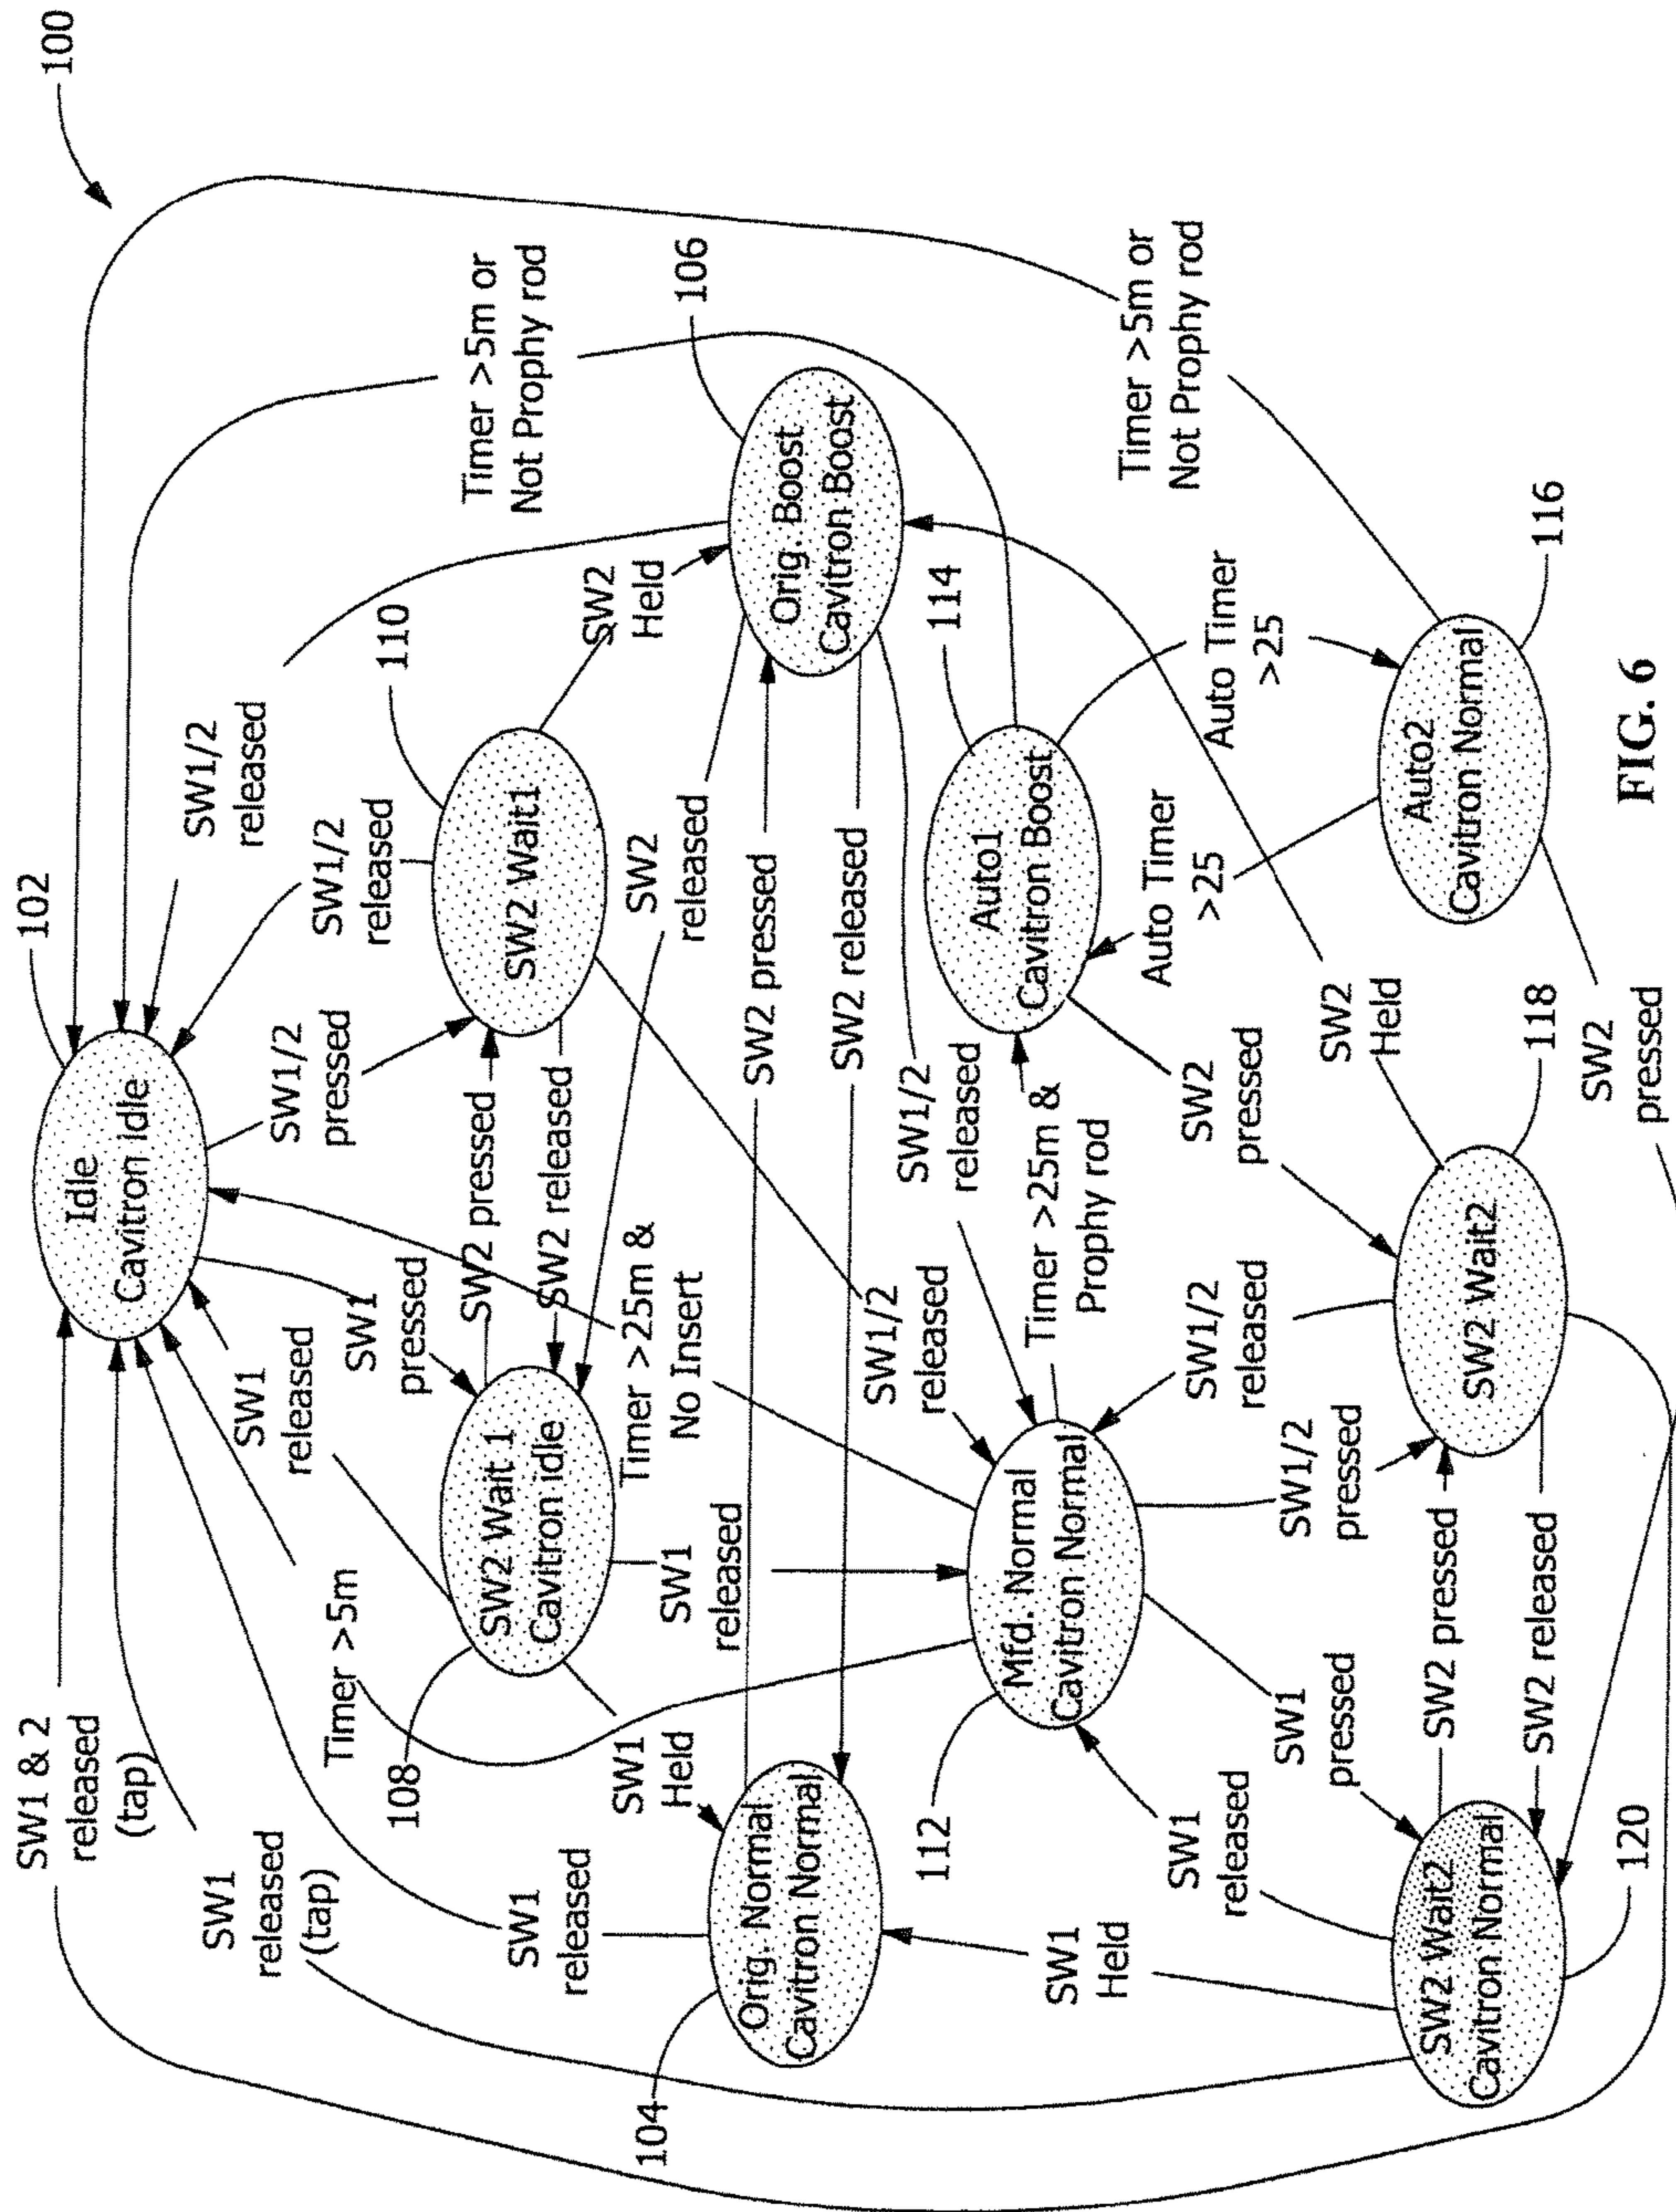 100
102
Idle
Cavitron idle
SW1 & 2
released
(tap)
SW1
released
(tap)
SW1
released
SW1
pressed
SW1/2
pressed
SW1/2
released
SW1/2
released
Timer >5m or
Not Prophy rod
Timer >5m
108
SW2 Wait 1
Cavitron idle
SW2 pressed
SW2 released
110
SW2 Wait1
SW2
Held
106
Orig. Boost
Cavitron Boost
SW1
released
SW1
Held
SW1
released
Timer >25m &
No Insert
SW2
released
SW2 pressed
SW2 released
104
Orig. Normal
Cavitron Normal
112
Mfd. Normal
Cavitron Normal
SW1/2
released
SW1/2
released
Timer >25m &
Prophy rod
114
Auto1
Cavitron Boost
Timer >5m or
Not Prophy rod
SW1
Held
SW1
released
SW1
pressed
SW1/2
pressed
SW1/2
released
SW2
pressed
Auto Timer
>25
Auto Timer
>25
SW2
Held
120
SW2 Wait2
Cavitron Normal
SW2 pressed
SW2 released
118
SW2 Wait2
SW2
pressed
116
Auto2
Cavitron Normal
FIG. 6